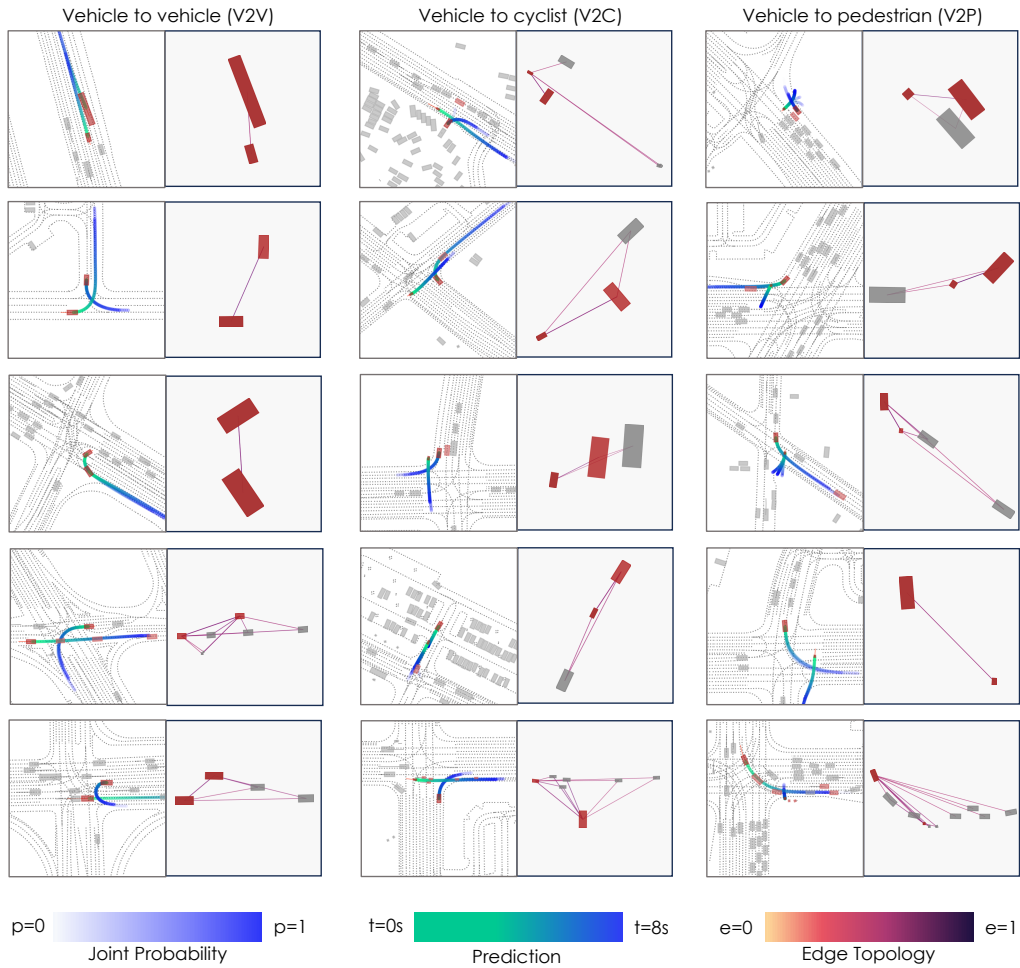 Vehicle to vehicle (V2V)
Vehicle to cyclist (V2C)
Vehicle to pedestrian (V2P)
p=0
p=1
Joint Probability
t=0s
t=8s
Prediction
e=0
e=1
Edge Topology